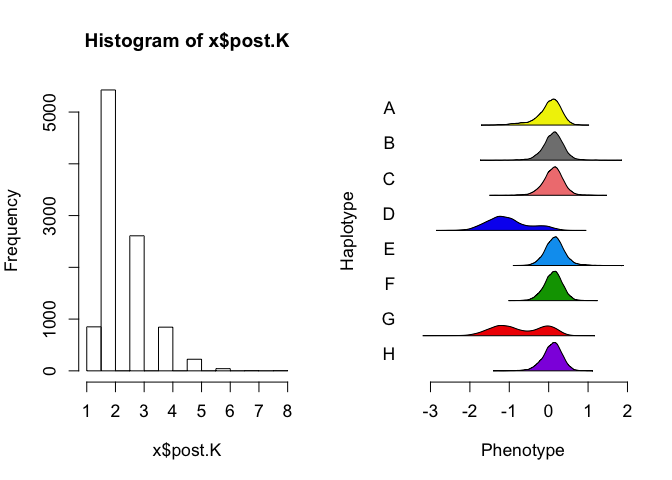 Histogram of x$post.K
Frequency
0
1000
3000
5000
1 2 3 4 5 6 7 8
x$post.K
Haplotype
A
B
C
D
E
F
G
H
-3 -2 -1 0 1 2
Phenotype